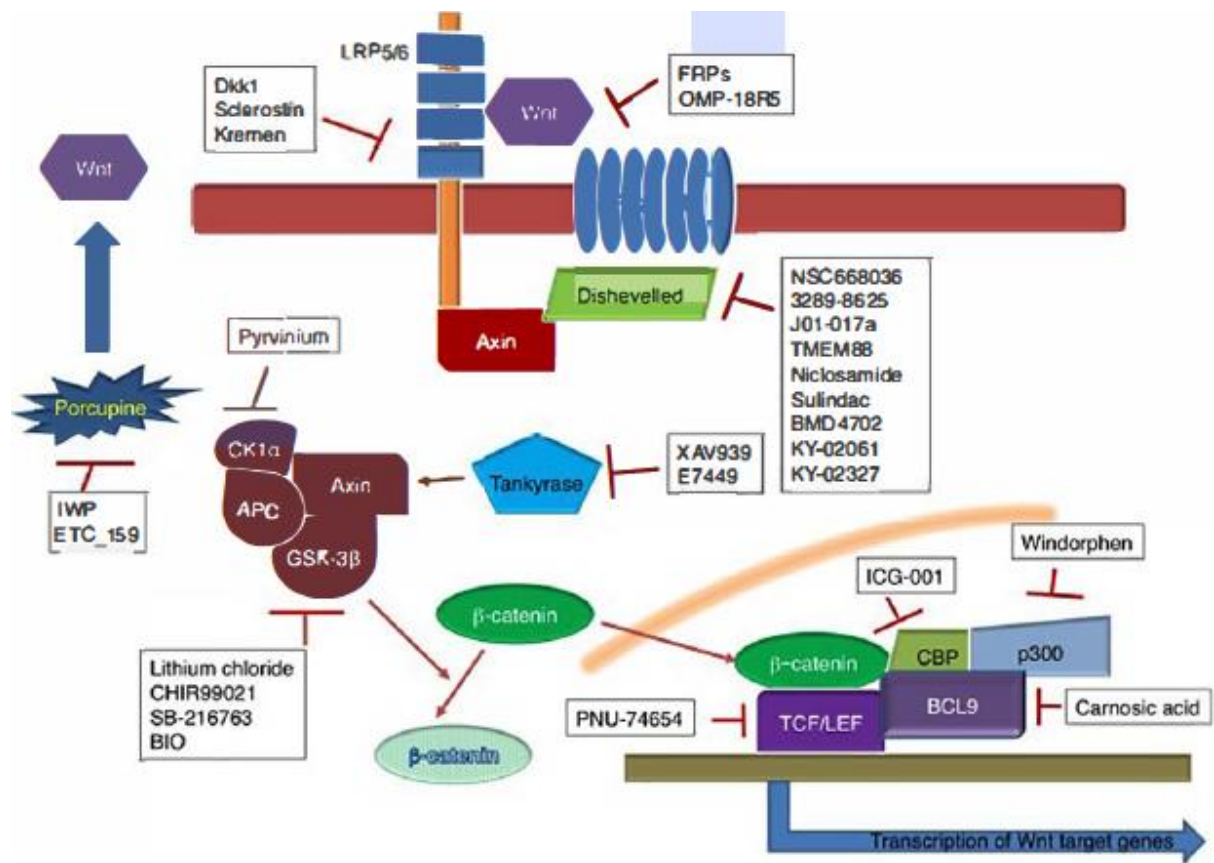 LRP5/6
Dkk1
Sclerostin
Kremen
Wnt
FRPs
OMP-18R5
Wnt
Dishevelled
Axin
NSC668036
3289-8625
J01-017a
TMEM88
Niclosamide
Sulindac
BMD4702
KY-02061
KY-02327
Pyrvinium
Porcupine
CK1α
Axin
APC
GSK-3β
Tankyrase
XAV939
E7449
IWP
ETC_159
Windorphen
ICG-001
β-catenin
β-catenin
CBP
p300
Lithium chloride
CHIR99021
SB-216763
BIO
PNU-74654
TCF/LEF
BCL9
Carnosic acid
β-catenin
Transcription of Wnt target genes